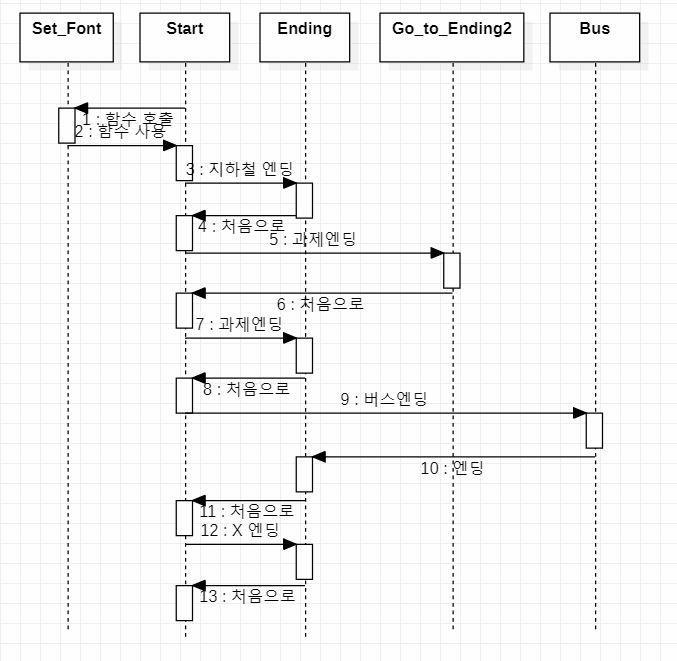 Set_Font
Start
Ending
Go_to_Ending2
Bus
1 : 함수 호출
2 : 함수 사용
3 : 지하철 엔딩
4 : 처음으로
5 : 과제엔딩
6 : 처음으로
7 : 과제엔딩
8 : 처음으로
9 : 버스엔딩
10 : 엔딩
11 : 처음으로
12 : X 엔딩
13 : 처음으로